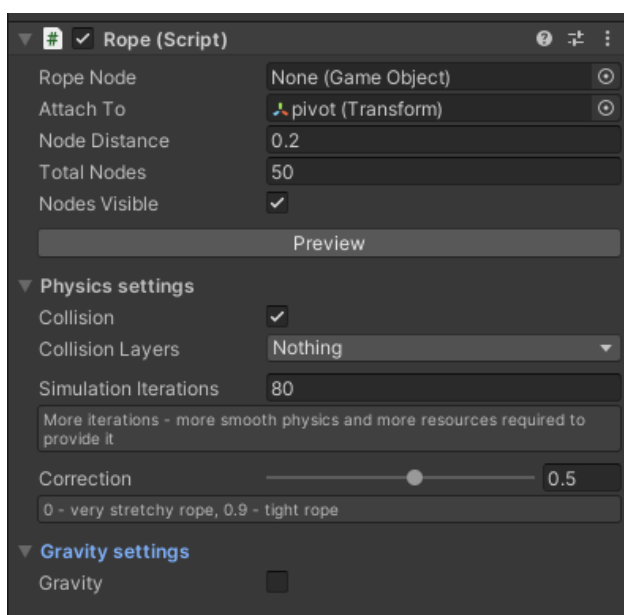 Rope (Script)
Rope Node None (Game Object)
Attach To pivot (Transform)
Node Distance 0.2
Total Nodes 50
Nodes Visible
Preview
Physics settings
Collision
Collision Layers Nothing
Simulation Iterations 80
More iterations - more smooth physics and more resources required to
provide it
Correction 0.5
0 - very stretchy rope, 0.9 - tight rope
Gravity settings
Gravity